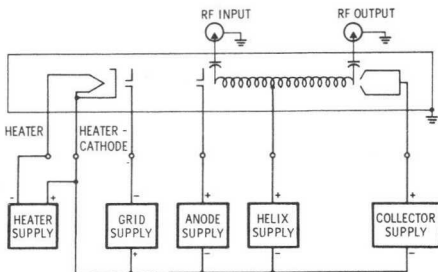 RF INPUT
RF OUTPUT
HEATER
HEATER -
CATHODE
- +
HEATER
SUPPLY
-
GRID
SUPPLY
+
+
ANODE
SUPPLY
-
+
HELIX
SUPPLY
-
+
COLLECTOR
SUPPLY
-